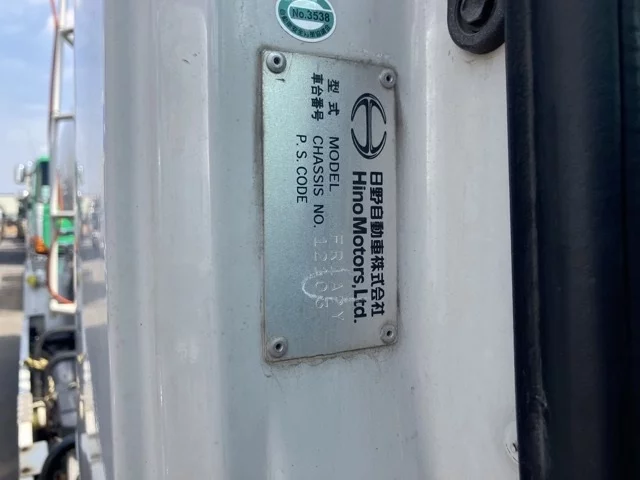 No.3538
日野自動車株式会社
Hino Motors, Ltd.
型式 MODEL FR1AXY
車台番号 CHASSIS NO.
P. S. CODE